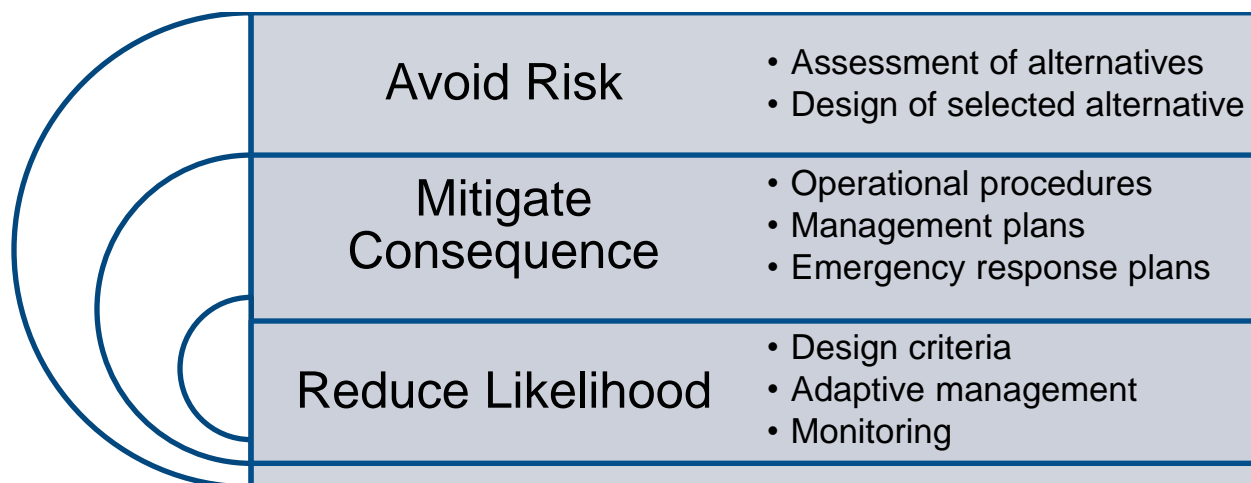 Avoid Risk
• Assessment of alternatives
• Design of selected alternative
Mitigate
Consequence
• Operational procedures
• Management plans
• Emergency response plans
Reduce Likelihood
• Design criteria
• Adaptive management
• Monitoring